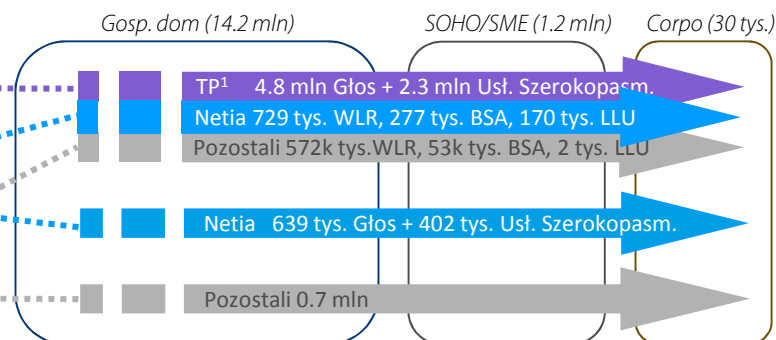 Gosp. dom (14.2 mln) SOHO/SME (1.2 mln) Corpo (30 tys.)
TP¹ 4.8 mln Głos + 2.3 mln Usł. Szerokopasm.
Netia 729 tys. WLR, 277 tys. BSA, 170 tys. LLU
Pozostali 572k tys.WLR, 53k tys. BSA, 2 tys. LLU
Netia 639 tys. Głos + 402 tys. Usł. Szerokopasm.
Pozostali 0.7 mln